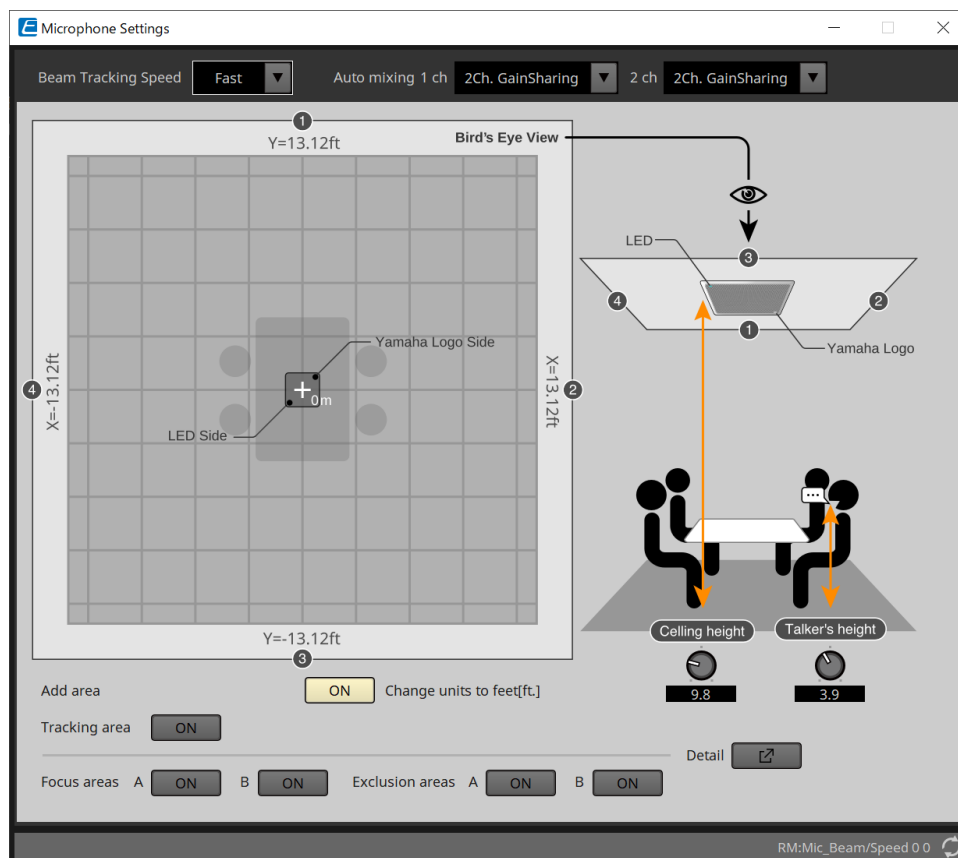 Microphone Settings
Beam Tracking Speed Fast Auto mixing 1 ch 2Ch. GainSharing 2 ch 2Ch. GainSharing
1
Y=13.12ft
Bird's Eye View
LED
3
4
2
1
Yamaha Logo
Yamaha Logo Side
4
X=-13.12ft
0m
X=13.12ft
2
LED Side
Y=-13.12ft
3
Celling height Talker's height
9.8 3.9
Add area ON Change units to feet[ft.]
Tracking area ON
Detail
Focus areas A ON B ON Exclusion areas A ON B ON
RM:Mic_Beam/Speed 0 0